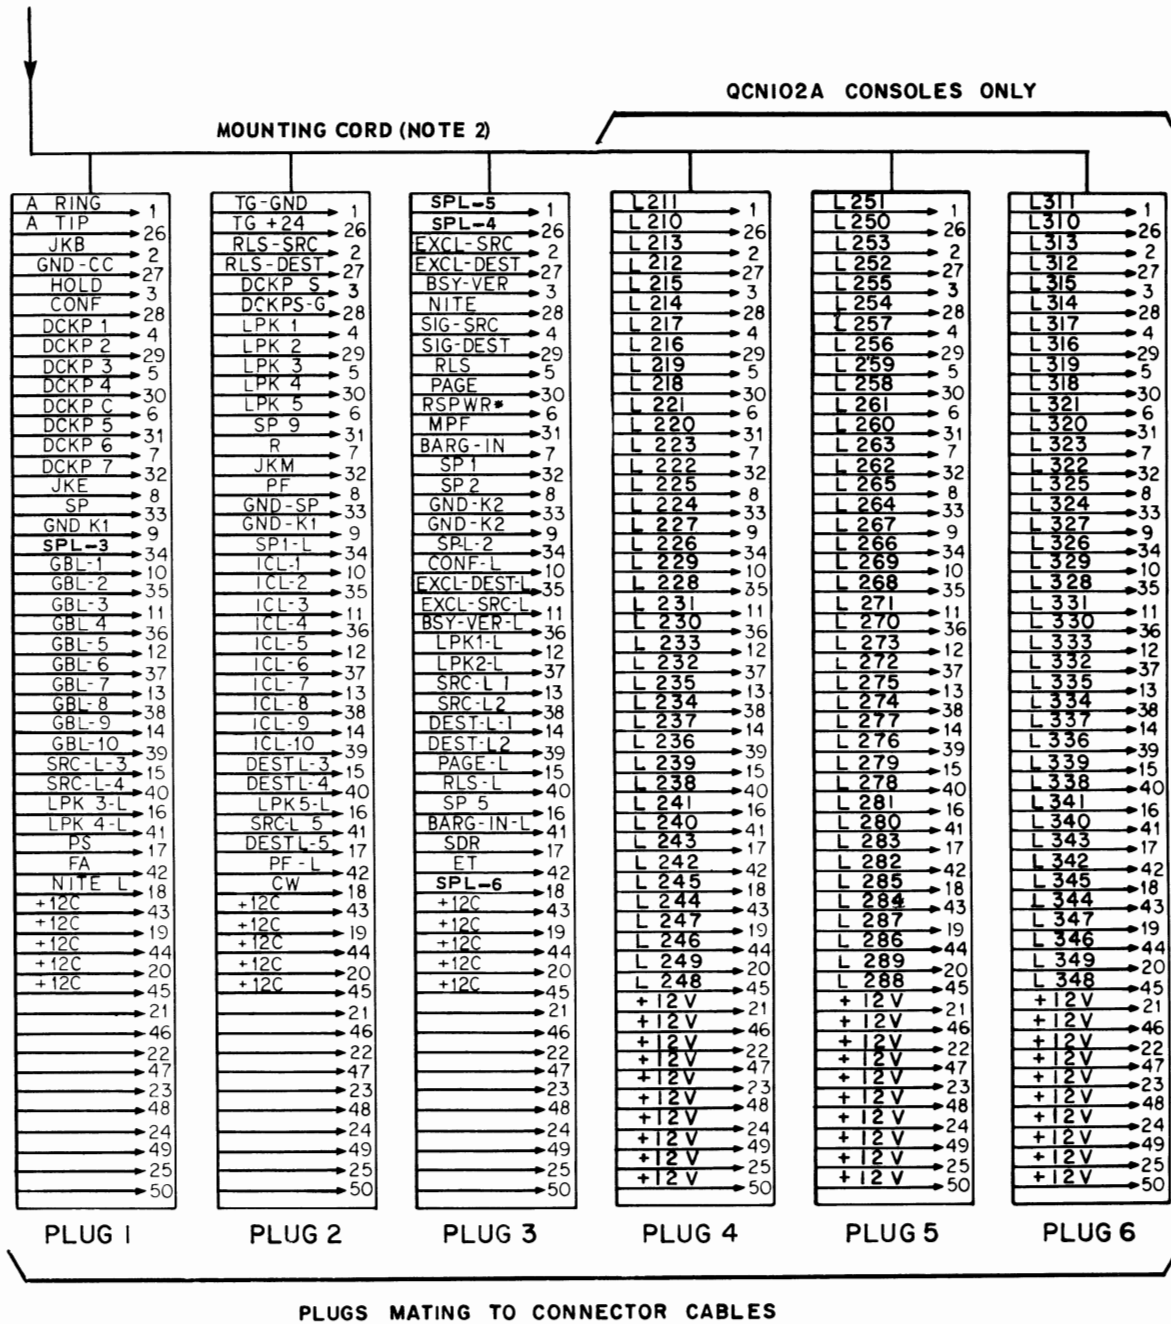 QCN102A CONSOLES ONLY
MOUNTING CORD (NOTE 2)
A RING 1
A TIP 26
JKB 2
GND-CC 27
HOLD 3
CONF 28
DCKP 1 4
DCKP 2 29
DCKP 3 5
DCKP 4 30
DCKP C 6
DCKP 5 31
DCKP 6 7
DCKP 7 32
JKE 8
SP 33
GND K1 9
SPL-3 34
GBL-1 10
GBL-2 35
GBL-3 11
GBL 4 36
GBL-5 12
GBL-6 37
GBL-7 13
GBL-8 38
GBL-9 14
GBL-10 39
SRC-L-3 15
SRC-L-4 40
LPK 3-L 16
LPK 4-L 41
PS 17
FA 42
NITE L 18
+12C 43
+12C 19
+12C 44
+12C 20
+12C 45
21
46
22
47
23
48
24
49
25
50
PLUG 1
TG-GND 1
TG +24 26
RLS-SRC 2
RLS-DEST 27
DCKP S 3
DCKPS-G 28
LPK 1 4
LPK 2 29
LPK 3 5
LPK 4 30
LPK 5 6
SP 9 31
R 7
JKM 32
PF 8
GND-SP 33
GND-K1 9
SP1-L 34
ICL-1 10
ICL-2 35
ICL-3 11
ICL-4 36
ICL-5 12
ICL-6 37
ICL-7 13
ICL-8 38
ICL-9 14
ICL-10 39
DESTL-3 15
DESTL-4 40
LPK5-L 16
SRC-L 5 41
DESTL-5 17
PF-L 42
CW 18
+12C 43
+12C 19
+12C 44
+12C 20
+12C 45
21
46
22
47
23
48
24
49
25
50
PLUG 2
SPL-5 1
SPL-4 26
EXCL-SRC 2
EXCL-DEST 27
BSY-VER 3
NITE 28
SIG-SRC 4
SIG-DEST 29
RLS 5
PAGE 30
RSPWR* 6
MPF 31
BARG-IN 7
SP 1 32
SP 2 8
GND-K2 33
GND-K2 9
SP-L-2 34
CONF-L 10
EXCL-DEST-L 35
EXCL-SRC-L 11
BSY-VER-L 36
LPK1-L 12
LPK2-L 37
SRC-L 1 13
SRC-L2 38
DEST-L-1 14
DEST-L2 39
PAGE-L 15
RLS-L 40
SP 5 16
BARG-IN-L 41
SDR 17
ET 42
SPL-6 18
+12C 43
+12C 19
+12C 44
+12C 20
+12C 45
21
46
22
47
23
48
24
49
25
50
PLUG 3
L 211 1
L 210 26
L 213 2
L 212 27
L 215 3
L 214 28
L 217 4
L 216 29
L 219 5
L 218 30
L 221 6
L 220 31
L 223 7
L 222 32
L 225 8
L 224 33
L 227 9
L 226 34
L 229 10
L 228 35
L 231 11
L 230 36
L 233 12
L 232 37
L 235 13
L 234 38
L 237 14
L 236 39
L 239 15
L 238 40
L 241 16
L 240 41
L 243 17
L 242 42
L 245 18
L 244 43
L 247 19
L 246 44
L 249 20
L 248 45
+12V 21
+12V 46
+12V 22
+12V 47
+12V 23
+12V 48
+12V 24
+12V 49
+12V 25
+12V 50
PLUG 4
L 251 1
L 250 26
L 253 2
L 252 27
L 255 3
L 254 28
L 257 4
L 256 29
L 259 5
L 258 30
L 261 6
L 260 31
L 263 7
L 262 32
L 265 8
L 264 33
L 267 9
L 266 34
L 269 10
L 268 35
L 271 11
L 270 36
L 273 12
L 272 37
L 275 13
L 274 38
L 277 14
L 276 39
L 279 15
L 278 40
L 281 16
L 280 41
L 283 17
L 282 42
L 285 18
L 284 43
L 287 19
L 286 44
L 289 20
L 288 45
+12V 21
+12V 46
+12V 22
+12V 47
+12V 23
+12V 48
+12V 24
+12V 49
+12V 25
+12V 50
PLUG 5
L 311 1
L 310 26
L 313 2
L 312 27
L 315 3
L 314 28
L 317 4
L 316 29
L 319 5
L 318 30
L 321 6
L 320 31
L 323 7
L 322 32
L 325 8
L 324 33
L 327 9
L 326 34
L 329 10
L 328 35
L 331 11
L 330 36
L 333 12
L 332 37
L 335 13
L 334 38
L 337 14
L 336 39
L 339 15
L 338 40
L 341 16
L 340 41
L 343 17
L 342 42
L 345 18
L 344 43
L 347 19
L 346 44
L 349 20
L 348 45
+12V 21
+12V 46
+12V 22
+12V 47
+12V 23
+12V 48
+12V 24
+12V 49
+12V 25
+12V 50
PLUG 6
PLUGS MATING TO CONNECTOR CABLES